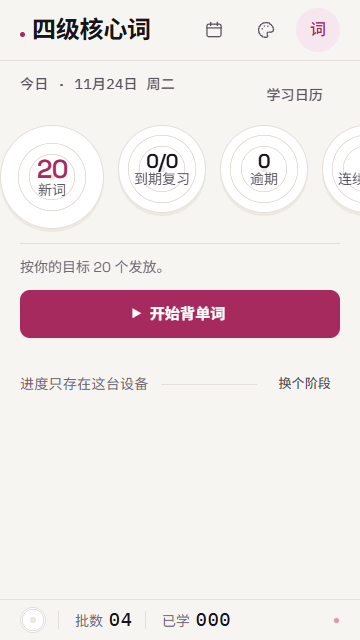 四级核心词
词
今日 · 11月24日 周二
学习日历
20
新词
0/0
到期复习
0
逾期
连续
按你的目标 20 个发放。
开始背单词
进度只存在这台设备
换个阶段
批数 04
已学 000